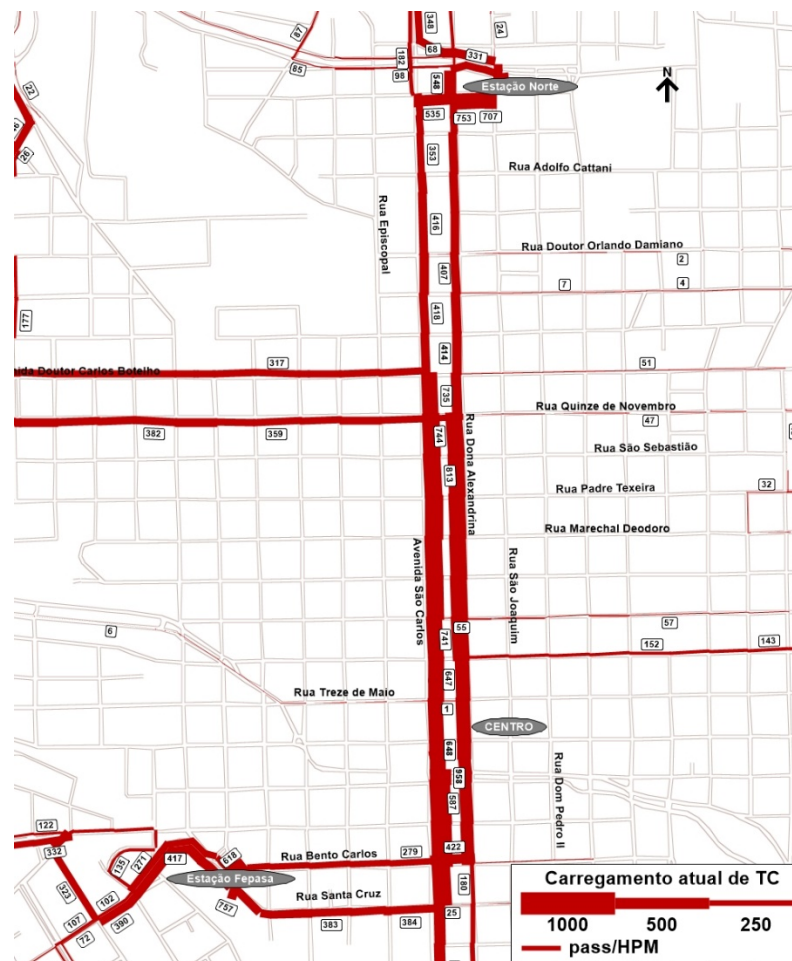 348
24
87
68
331
182
85
98
548
Estação Norte
N
22
535
753
707
26
353
Rua Adolfo Cattani
Rua Episcopal
416
Rua Doutor Orlando Damiano
2
407
7
4
177
418
414
317
51
nida Doutor Carlos Botelho
735
Rua Quinze de Novembro
47
382
359
744
Rua Dona Alexandrina
Rua São Sebastião
813
32
Rua Padre Texeira
Rua Marechal Deodoro
Avenida São Carlos
Rua São Joaquim
6
57
55
741
152
143
647
Rua Treze de Maio
1
CENTRO
648
958
587
Rua Dom Pedro II
122
332
422
417
618
Rua Bento Carlos
279
135
271
Estação Fepasa
180
323
102
Rua Santa Cruz
757
25
107
390
383
384
72
Carregamento atual de TC
1000 500 250
pass/HPM